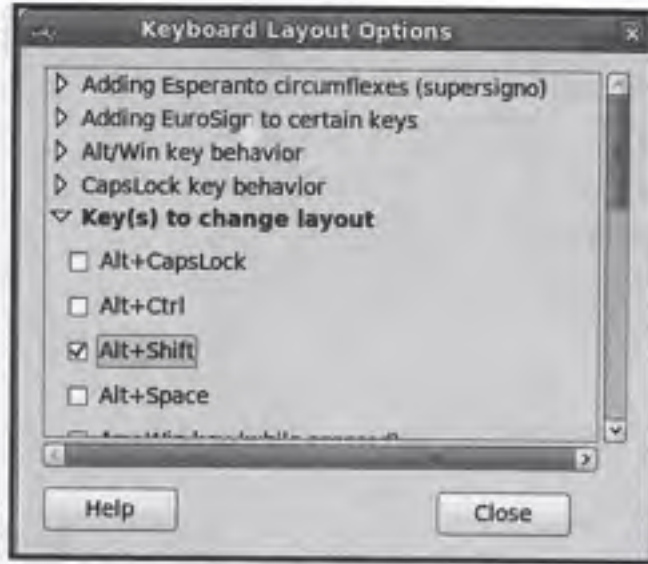 Keyboard Layout Options
Adding Esperanto circumflexes (supersigno)
Adding EuroSign to certain keys
Alt/Win key behavior
CapsLock key behavior
Key(s) to change layout
Alt+CapsLock
Alt+Ctrl
Alt+Shift
Alt+Space
Help
Close